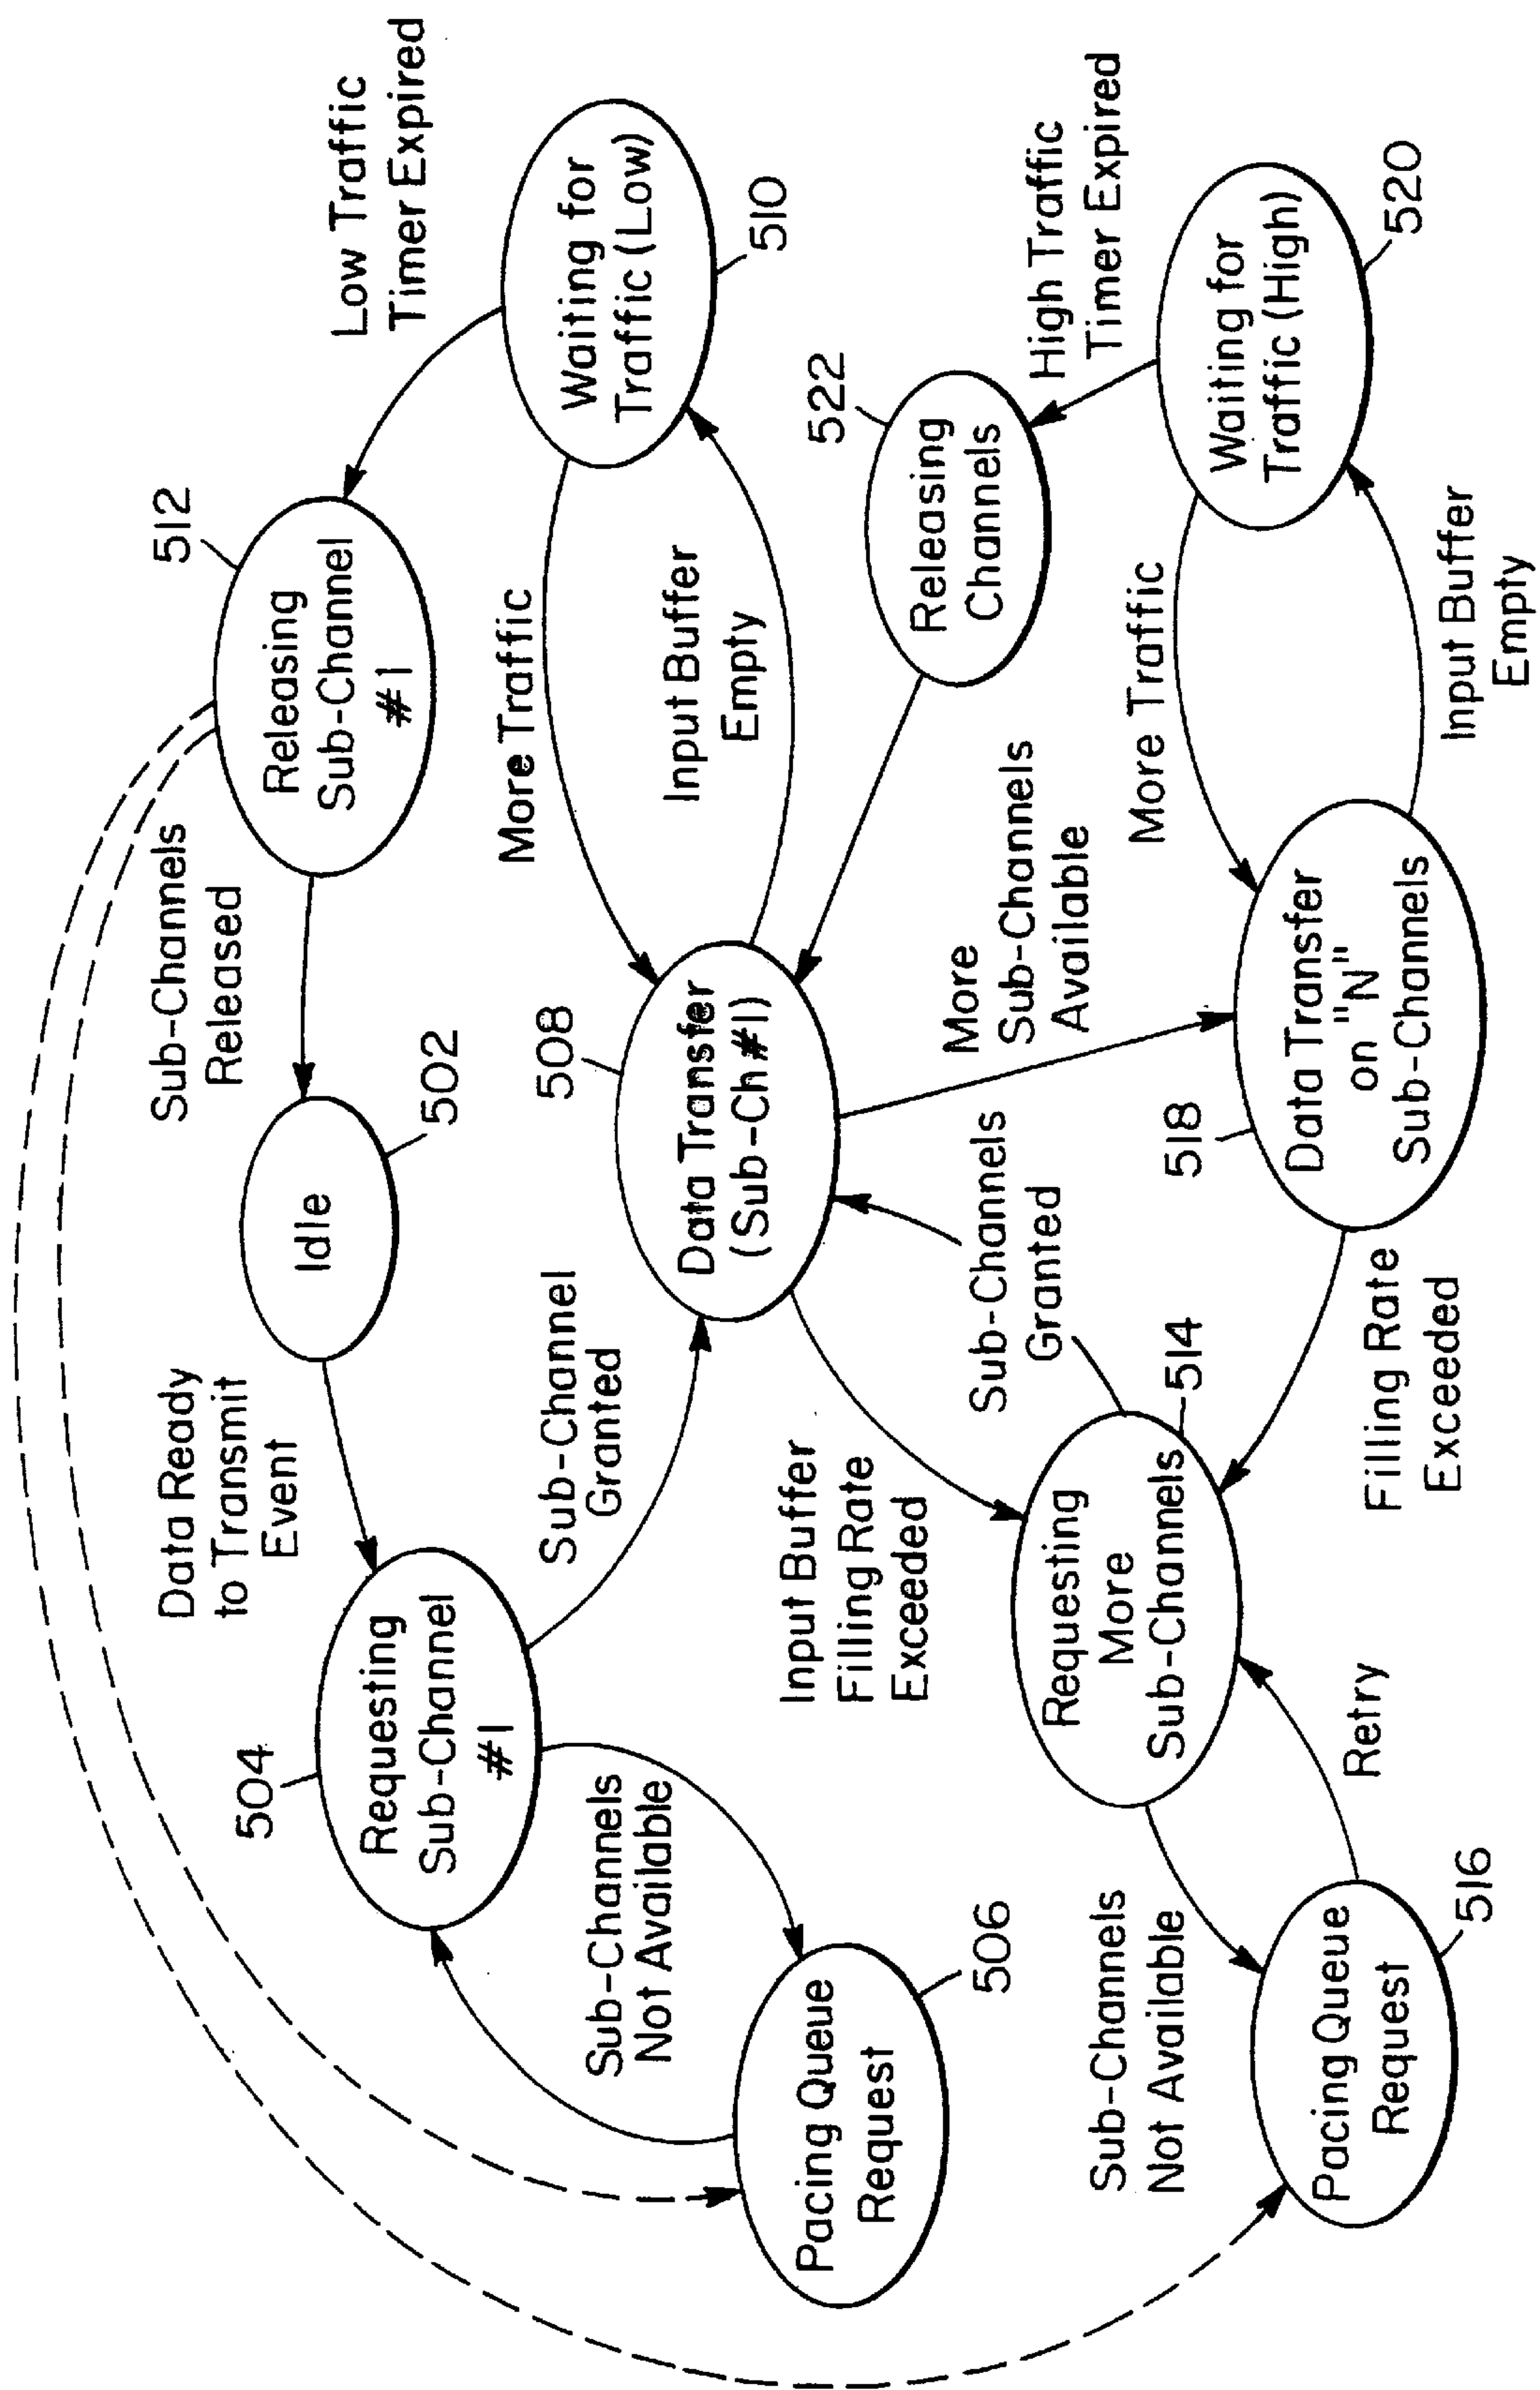 Sub-Channels
Released
512
Releasing
Sub-Channel
#1
Low Traffic
Timer Expired
Data Ready
to Transmit
Event
Idle
502
504
Requesting
Sub-Channel
#1
Sub-Channel
Granted
More Traffic
Waiting for
Traffic (Low)
510
508
Data Transfer
(Sub-Ch#1)
Input Buffer
Empty
Sub-Channels
Not Available
506
Pacing Queue
Request
Input Buffer
Filling Rate
Exceeded
Sub-Channels
Granted
More
Sub-Channels
Available
522
Releasing
Channels
High Traffic
Timer Expired
514
Requesting
More
Sub-Channels
More Traffic
Waiting for
Traffic (High)
520
518
Data Transfer
on "N"
Sub-Channels
Input Buffer
Empty
Sub-Channels
Not Available
Pacing Queue
Request
516
Retry
Filling Rate
Exceeded